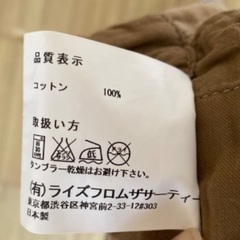 品質表示
コットン 100%
取扱い方
タンブラー乾燥はお避け下さい。
(有)ライズフロムザサーティー
東京都渋谷区神宮前2-33-12#303
日本製